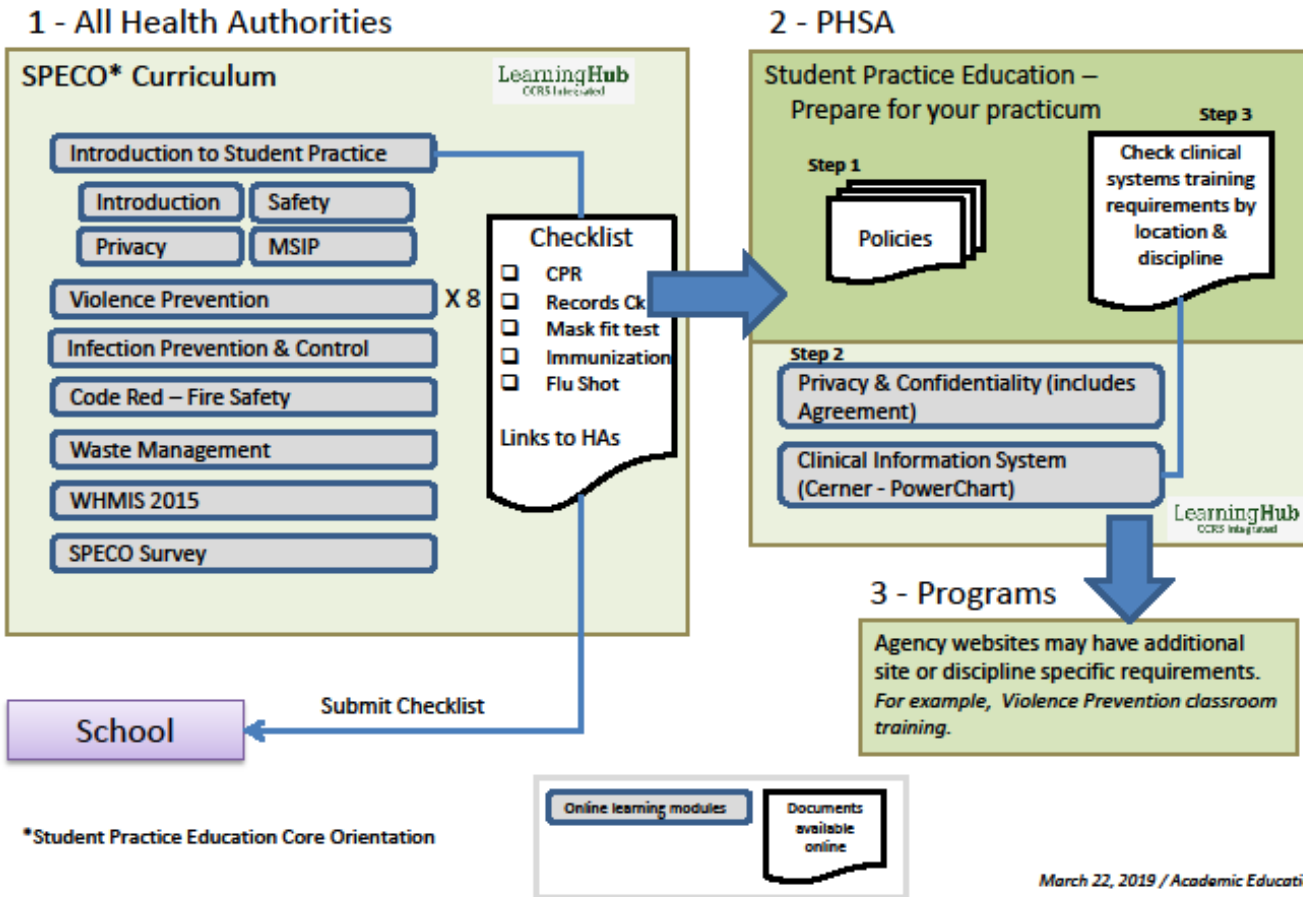 1 - All Health Authorities
SPECO* Curriculum
LearningHub
CCRS Integrated
Introduction to Student Practice
Introduction
Safety
Privacy
MSIP
Violence Prevention
X 8
Infection Prevention & Control
Code Red – Fire Safety
Waste Management
WHMIS 2015
SPECO Survey
Checklist
CPR
Records Ck
Mask fit test
Immunization
Flu Shot
Links to HAs
Submit Checklist
School
2 - PHSA
Student Practice Education –
Prepare for your practicum
Step 1
Policies
Step 3
Check clinical
systems training
requirements by
location &
discipline
Step 2
Privacy & Confidentiality (includes
Agreement)
Clinical Information System
(Cerner - PowerChart)
LearningHub
CCRS Integrated
3 - Programs
Agency websites may have additional
site or discipline specific requirements.
For example, Violence Prevention classroom
training.
Online learning modules
Documents
available
online
*Student Practice Education Core Orientation
March 22, 2019 / Academic Educati